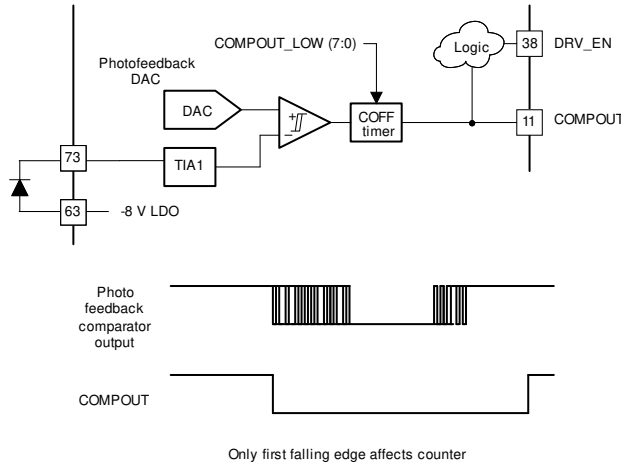 COMPOUT_LOW (7:0)
Logic
38
DRV_EN
Photofeedback
DAC
DAC
+
–
COFF
timer
11
COMPOUT
73
TIA1
63
-8 V LDO
Photo
feedback
comparator
output
COMPOUT
Only first falling edge affects counter